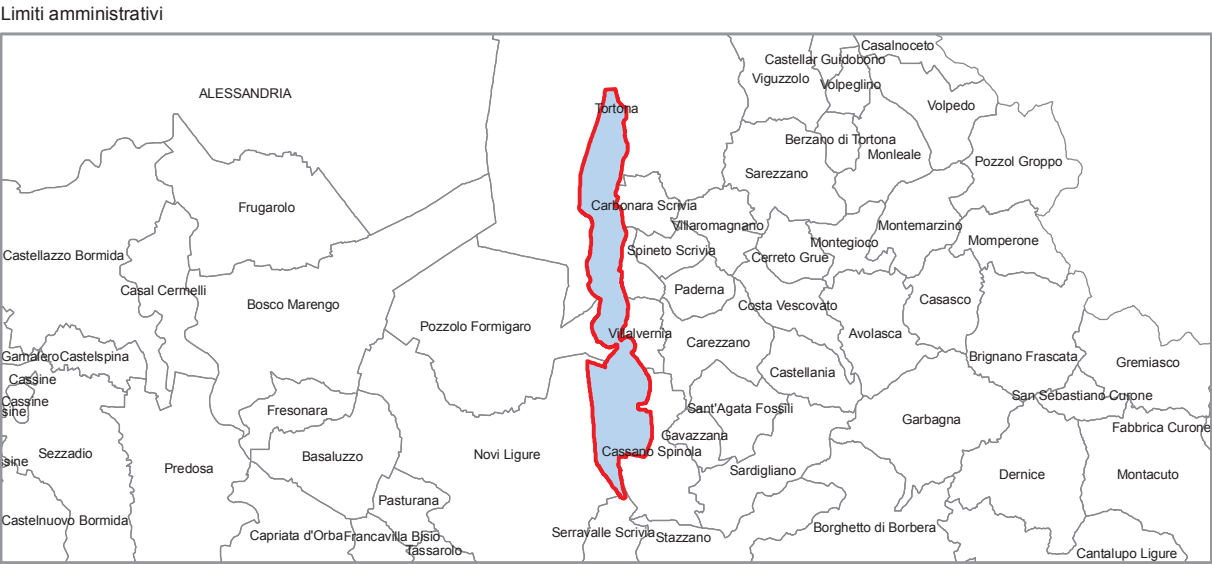 Limiti amministrativi
Casalnoceto
Castellar Guidobono
Viguzzolo
Volpeglino
ALESSANDRIA
Volpedo
Tortona
Berzano di Tortona
Monleale
Pozzol Groppo
Sarezzano
Frugarolo
Carbonara Scrivia
Villaromagnano
Montemarzino
Montegioco
Momperone
Castellazzo Bormida
Spineto Scrivia
Cerreto Grue
Casal Cermelli
Paderna
Casasco
Bosco Marengo
Costa Vescovato
Pozzolo Formigaro
Villalvernia
Avolasca
Carezzano
Gamalero
Castelspina
Brignano Frascata
Gremiasco
Cassine
Castellania
San Sebastiano Curone
Cassine
sine
Fresonara
Sant'Agata Fossili
Garbagna
Fabbrica Curone
Gavazzana
Sezzadio
Basaluzzo
Novi Ligure
Cassano Spinola
sine
Predosa
Sardigliano
Dernice
Montacuto
Pasturana
Castelnuovo Bormida
Capriata d'Orba
Francavilla Bisio
Serravalle Scrivia
Stazzano
Borghetto di Borbera
Tassarolo
Cantalupo Ligure